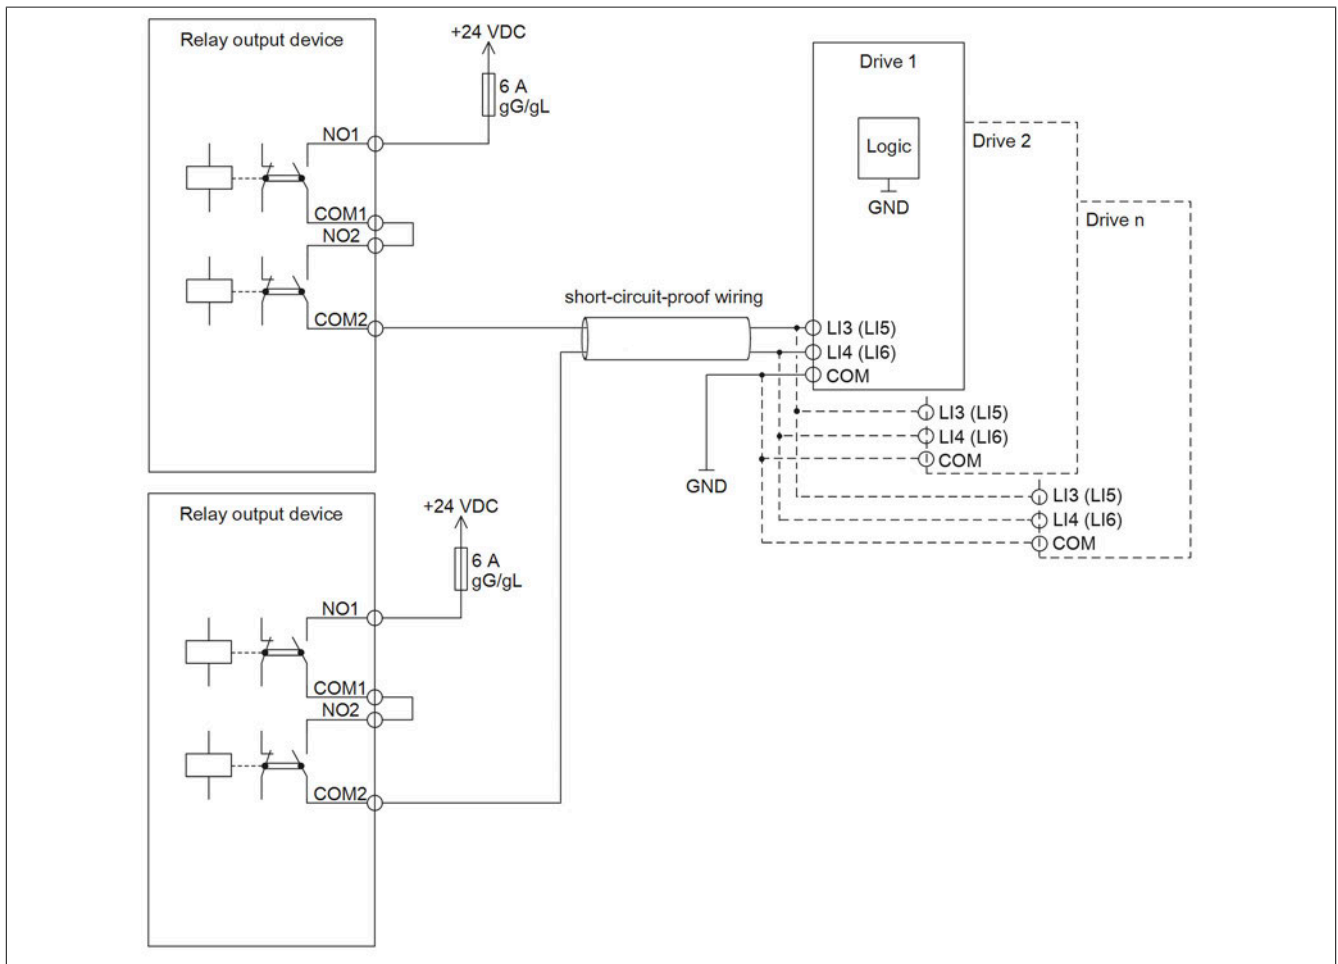 Relay output device
+24 VDC
6 A
gG/gL
NO1
COM1
NO2
COM2
short-circuit-proof wiring
Drive 1
Logic
GND
Drive 2
Drive n
LI3 (LI5)
LI4 (LI6)
COM
LI3 (LI5)
LI4 (LI6)
COM
GND
LI3 (LI5)
LI4 (LI6)
COM
Relay output device
+24 VDC
6 A
gG/gL
NO1
COM1
NO2
COM2